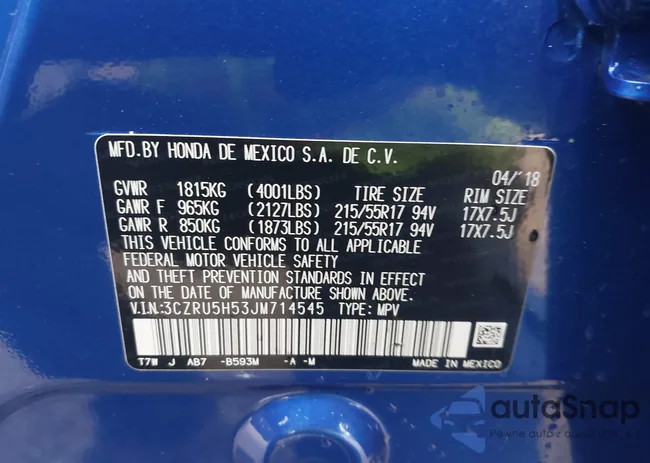 MFD.BY HONDA DE MEXICO S.A. DE C.V.
04/'18
GVWR 1815KG (4001LBS) TIRE SIZE RIM SIZE
GAWR F 965KG (2127LBS) 215/55R17 94V 17X7.5J
GAWR R 850KG (1873LBS) 215/55R17 94V 17X7.5J
THIS VEHICLE CONFORMS TO ALL APPLICABLE
FEDERAL MOTOR VEHICLE SAFETY
AND THEFT PREVENTION STANDARDS IN EFFECT
ON THE DATE OF MANUFACTURE SHOWN ABOVE.
V.I.N.:3CZRU5H53JM714545 TYPE: MPV
T7W J AB7 -B593M -A -M MADE IN MEXICO
autoSnap
Pewne auto z